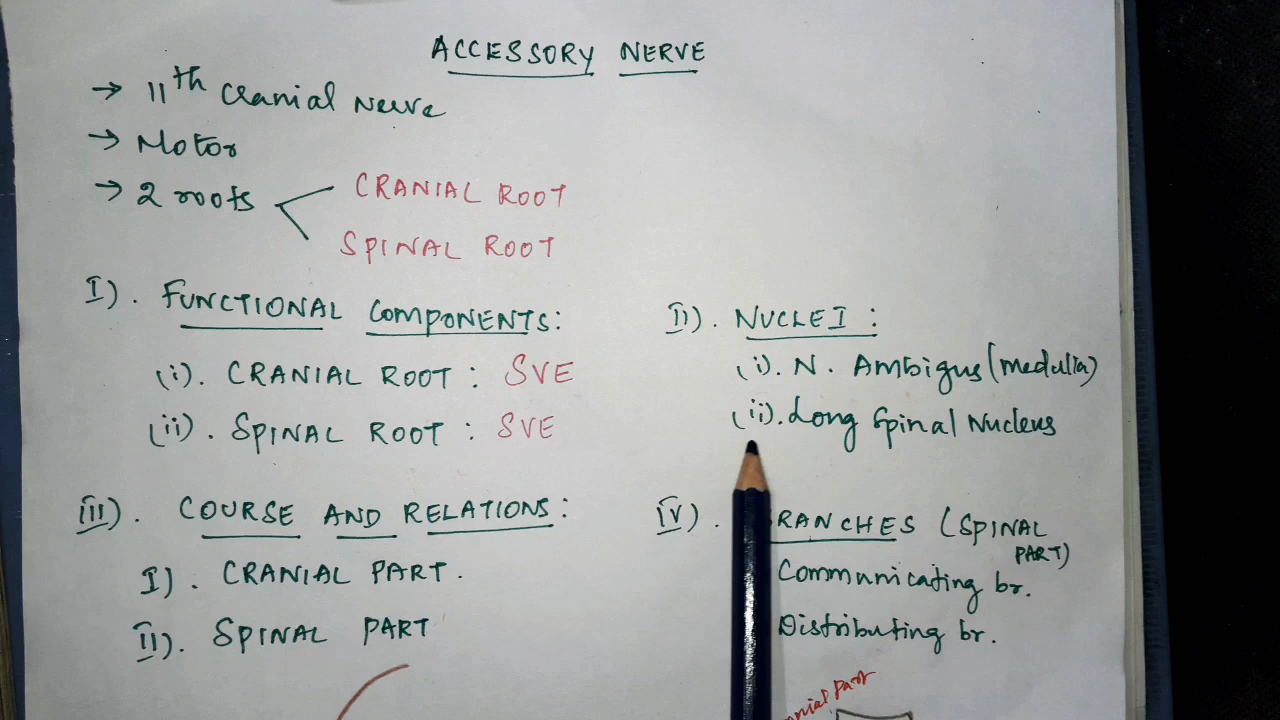 ACCESSORY NERVE
→ 11th Cranial Nerve
→ Motor
→ 2 roots
CRANIAL ROOT
SPINAL ROOT
I). FUNCTIONAL COMPONENTS:
(i). CRANIAL ROOT : SVE
(ii). SPINAL ROOT : SVE
II). NUCLEI :
(i). N. Ambigus (medulla)
(ii). Long Spinal Nucleus
III). COURSE AND RELATIONS :
I). CRANIAL PART.
II). SPINAL PART
IV). RANCHES (SPINAL
PART)
Communicating br.
Distributing br.
Part